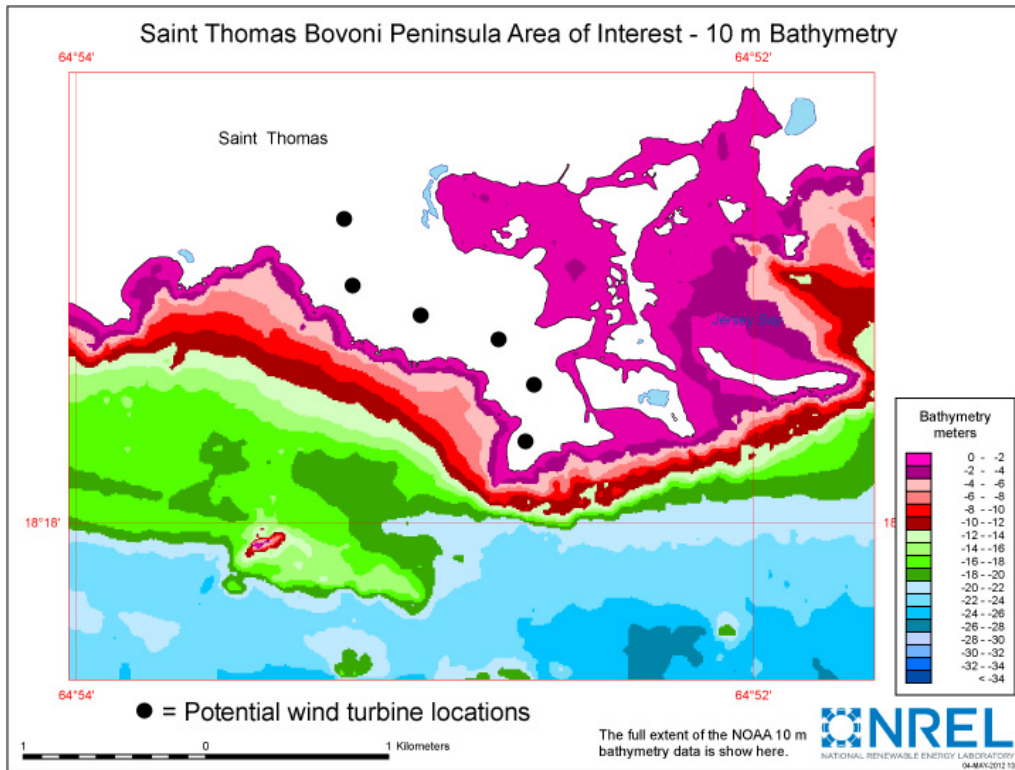 Saint Thomas Bovoni Peninsula Area of Interest - 10 m Bathymetry
64°54' 64°52'
Saint Thomas
Jersey Bay
Bathymetry
meters
0 - -2
-2 - -4
-4 - -6
-6 - -8
-8 - -10
-10 - -12
-12 - -14
-14 - -16
-16 - -18
-18 - -20
-20 - -22
-22 - -24
-24 - -26
-26 - -28
-28 - -30
-30 - -32
-32 - -34
< -34
18°18' 18
64°54' 64°52'
= Potential wind turbine locations
1 0 1 Kilometers
The full extent of the NOAA 10 m
bathymetry data is show here.
NREL
NATIONAL RENEWABLE ENERGY LABORATORY
04-MAY-2012 13